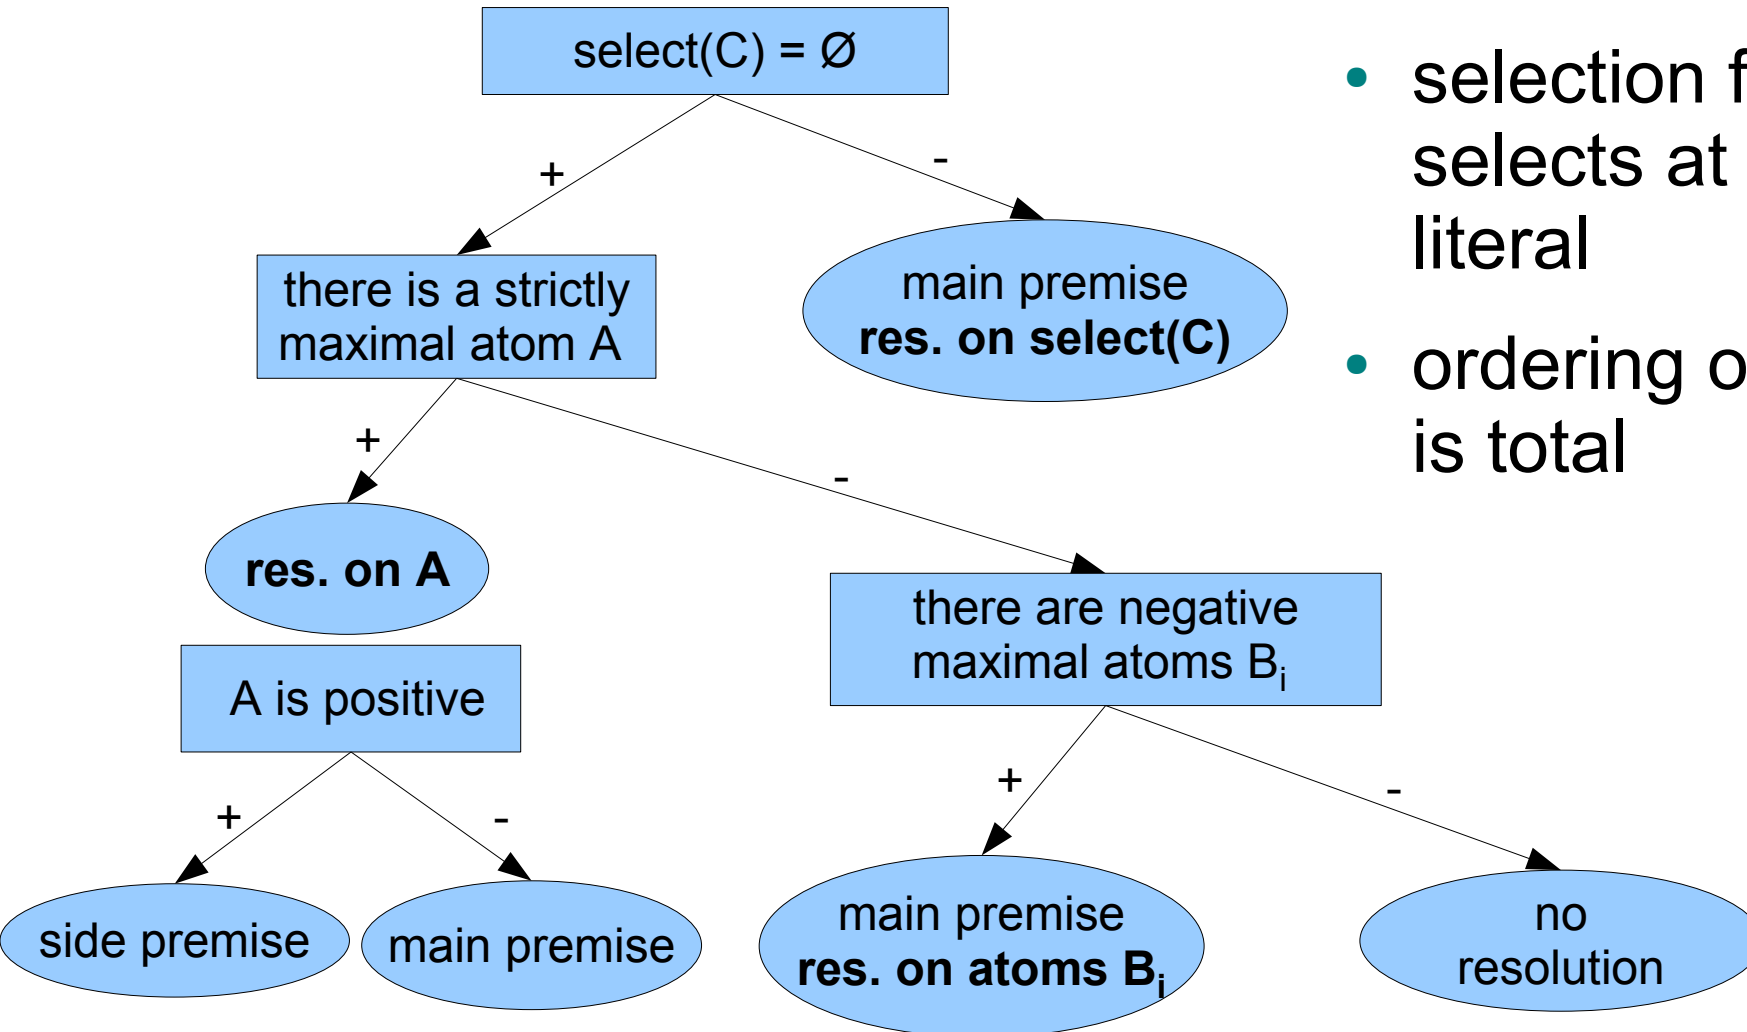 select(C) = Ø
+
-
there is a strictly
maximal atom A
main premise
res. on select(C)
+
-
res. on A
there are negative
maximal atoms Bi
A is positive
+
-
+
-
side premise
main premise
main premise
res. on atoms Bi
no
resolution
• selection
selects at
literal
• ordering
is total